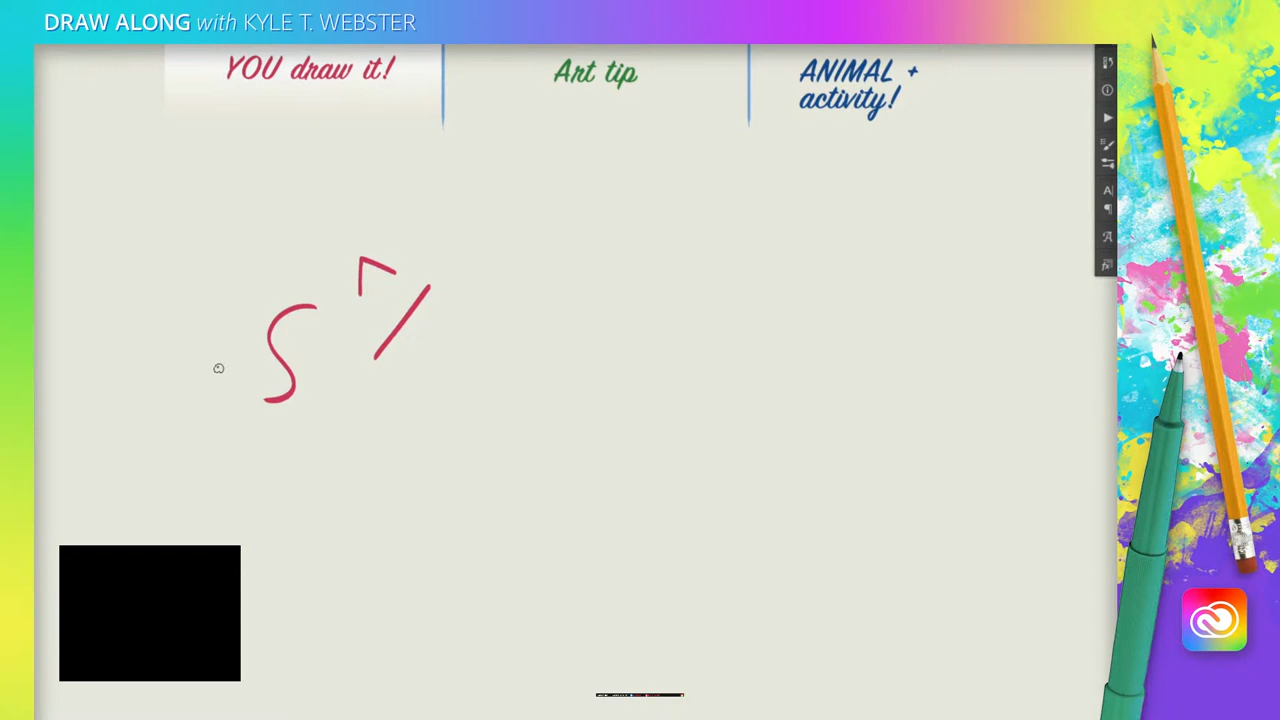 DRAW ALONG with KYLE T. WEBSTER
YOU draw it!
Art tip
ANIMAL +
activity!